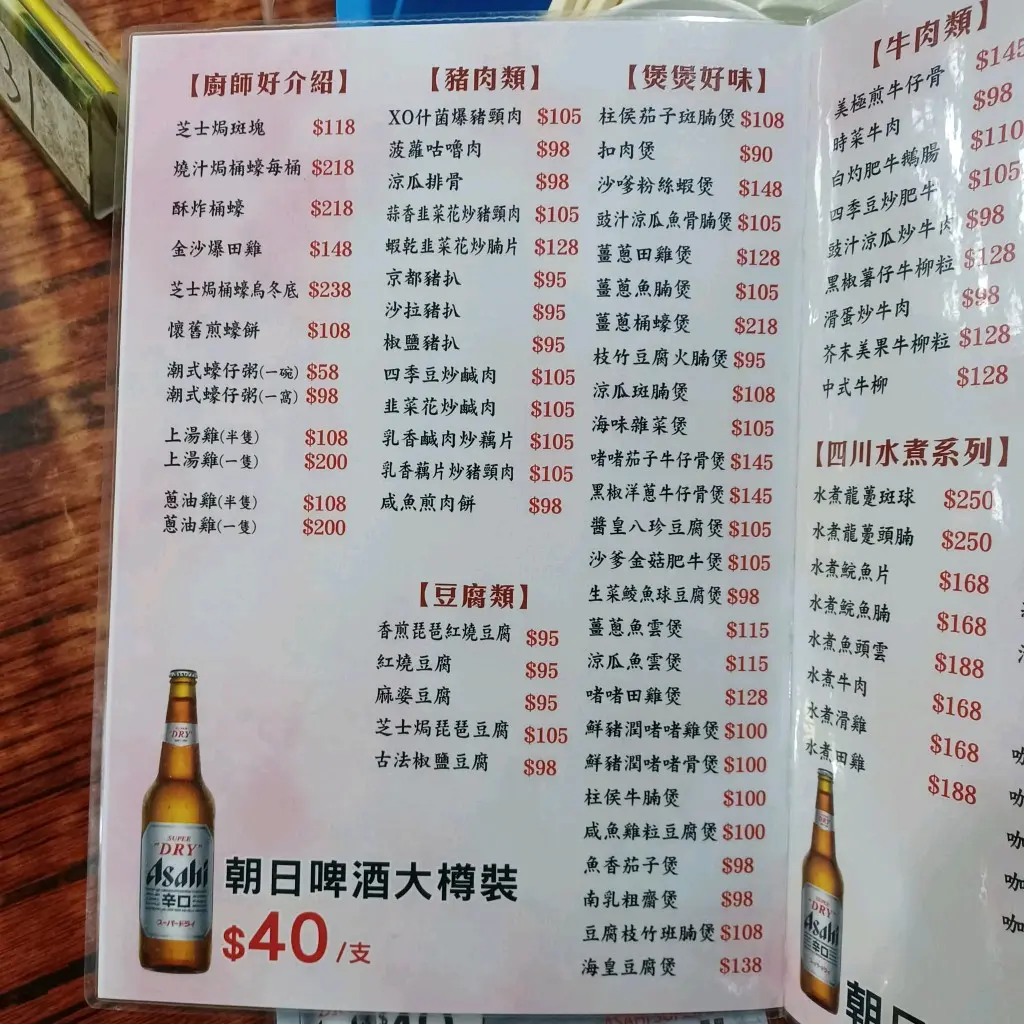 【廚師好介紹】
芝士焗斑塊 $118
燒汁焗桶蠔每桶 $218
酥炸桶蠔 $218
金沙爆田雞 $148
芝士焗桶蠔烏冬底 $238
懷舊煎蠔餅 $108
潮式蠔仔粥(一碗) $58
潮式蠔仔粥(一窩) $98
上湯雞(半隻) $108
上湯雞(一隻) $200
蔥油雞(半隻) $108
蔥油雞(一隻) $200
【豬肉類】
XO什菌爆豬頸肉 $105
菠蘿咕嚕肉 $98
涼瓜排骨 $98
蒜香韭菜花炒豬頸肉 $105
蝦乾韭菜花炒腩片 $128
京都豬扒 $95
沙拉豬扒 $95
椒鹽豬扒 $95
四季豆炒鹹肉 $105
韭菜花炒鹹肉 $105
乳香鹹肉炒藕片 $105
乳香藕片炒豬頸肉 $105
咸魚煎肉餅 $98
【豆腐類】
香煎琵琶紅燒豆腐 $95
紅燒豆腐 $95
麻婆豆腐 $95
芝士焗琵琶豆腐 $105
古法椒鹽豆腐 $98
【煲煲好味】
柱侯茄子斑腩煲 $108
扣肉煲 $90
沙嗲粉絲蝦煲 $148
豉汁涼瓜魚骨腩煲 $105
薑蔥田雞煲 $128
薑蔥魚腩煲 $105
薑蔥桶蠔煲 $218
枝竹豆腐火腩煲 $95
涼瓜斑腩煲 $108
海味雜菜煲 $105
啫啫茄子牛仔骨煲 $145
黑椒洋蔥牛仔骨煲 $145
醬皇八珍豆腐煲 $105
沙爹金菇肥牛煲 $105
生菜鯪魚球豆腐煲 $98
薑蔥魚雲煲 $115
涼瓜魚雲煲 $115
啫啫田雞煲 $128
鮮豬潤啫啫雞煲 $100
鮮豬潤啫啫骨煲 $100
柱侯牛腩煲 $100
咸魚雞粒豆腐煲 $100
魚香茄子煲 $98
南乳粗齋煲 $98
豆腐枝竹班腩煲 $108
海皇豆腐煲 $138
SUPER
"DRY"
Asahi
辛口
スーパードライ
朝日啤酒大樽裝
$40/支
【牛肉類】
美極煎牛仔骨 $145
時菜牛肉 $98
白灼肥牛鵝腸 $110
四季豆炒肥牛 $105
豉汁涼瓜炒牛肉 $98
黑椒薯仔牛柳粒 $128
滑蛋炒牛肉 $98
芥末美果牛柳粒 $128
中式牛柳 $128
【四川水煮系列】
水煮龍躉斑球 $250
水煮龍躉頭腩 $250
水煮鯇魚片 $168
水煮鯇魚腩 $168
水煮魚頭雲 $188
水煮牛肉 $168
水煮滑雞 $168
水煮田雞 $188
SUPER
"DRY"
Asahi
辛口
朝日
咖
咖
咖
咖